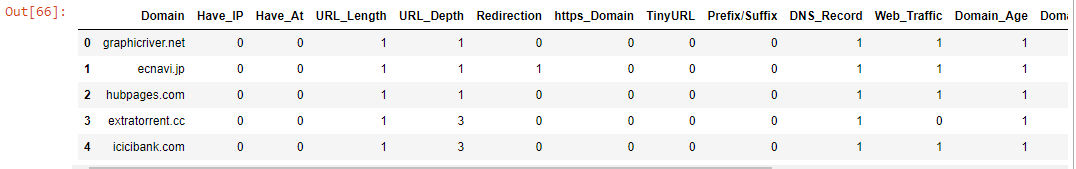 Out[66]:
Domain Have_IP Have_At URL_Length URL_Depth Redirection https_Domain TinyURL Prefix/Suffix DNS_Record Web_Traffic Domain_Age Doma
0 graphicriver.net 0 0 1 1 0 0 0 0 1 1 1
1 ecnavi.jp 0 0 1 1 1 0 0 0 1 1 1
2 hubpages.com 0 0 1 1 0 0 0 0 1 1 1
3 extratorrent.cc 0 0 1 3 0 0 0 0 1 0 1
4 icicibank.com 0 0 1 3 0 0 0 0 1 1 1